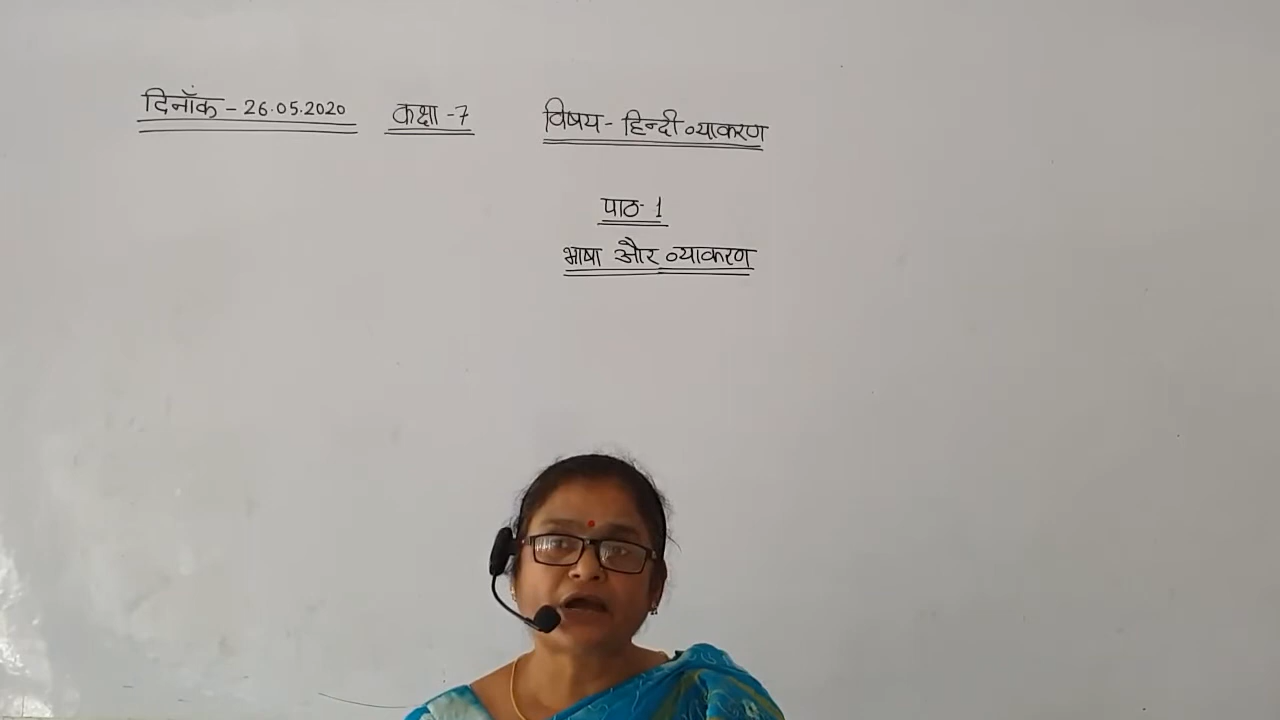 दिनाँक - 26.05.2020 कक्षा -7 विषय - हिन्दी व्याकरण
पाठ - 1
भाषा और व्याकरण